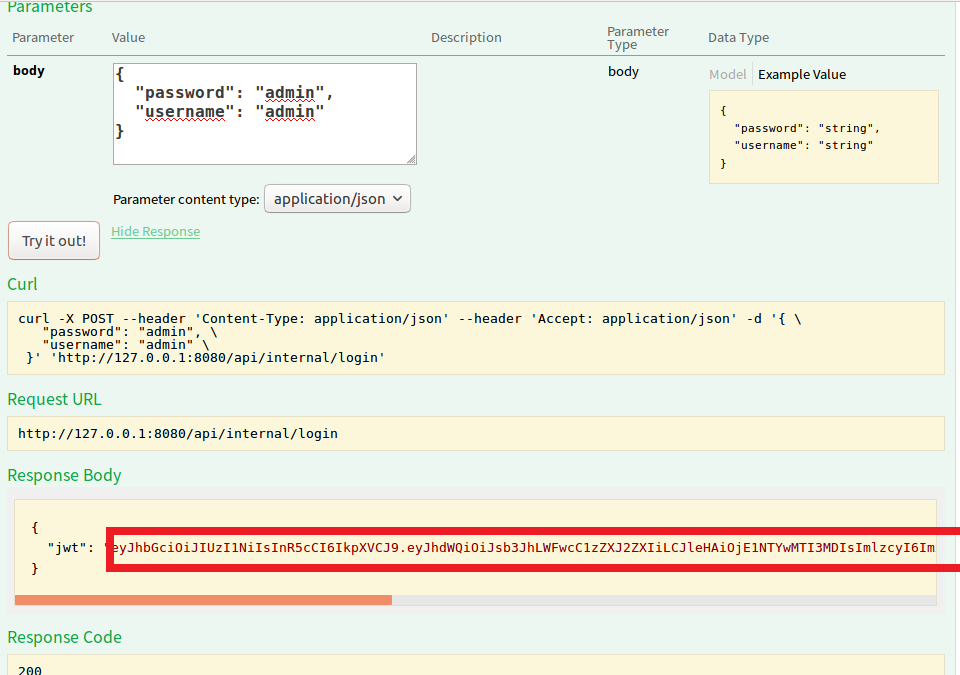 Parameters
Parameter Value Description Parameter Type Data Type
body
{
"password": "admin",
"username": "admin"
}
Parameter content type: application/json
body
Model Example Value
{
"password": "string",
"username": "string"
}
Try it out! Hide Response
Curl
curl -X POST --header 'Content-Type: application/json' --header 'Accept: application/json' -d '{ \
"password": "admin", \
"username": "admin" \
}' 'http://127.0.0.1:8080/api/internal/login'
Request URL
http://127.0.0.1:8080/api/internal/login
Response Body
{
"jwt": "eyJhbGciOiJIUzI1NiIsInR5cCI6IkpXVCJ9.eyJhdWQiOiJsb3JhLWFwcC1zZXJ2ZXIiLCJleHAiOjE1NTYwMTI3MDIsImlzcyI6Im
}
Response Code
200